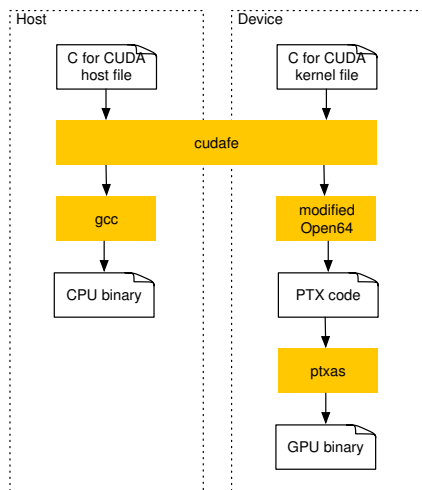 Host
Device
C for CUDA
host file
C for CUDA
kernel file
cudafe
gcc
modified
Open64
CPU binary
PTX code
ptxas
GPU binary